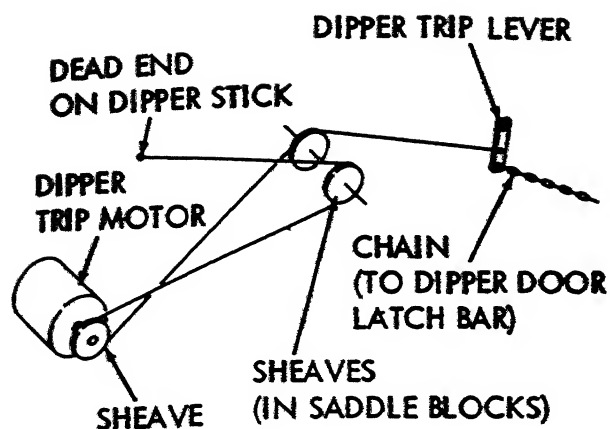 DIPPER TRIP LEVER
DEAD END
ON DIPPER STICK
DIPPER
TRIP MOTOR
CHAIN
(TO DIPPER DOOR
LATCH BAR)
SHEAVES
(IN SADDLE BLOCKS)
SHEAVE